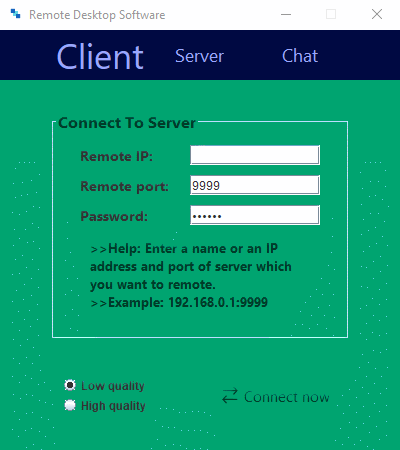 Remote Desktop Software
Client Server Chat
Connect To Server
Remote IP:
Remote port: 9999
Password: ••••••
>>Help: Enter a name or an IP
address and port of server which
you want to remote.
>>Example: 192.168.0.1:9999
Low quality
High quality
Connect now